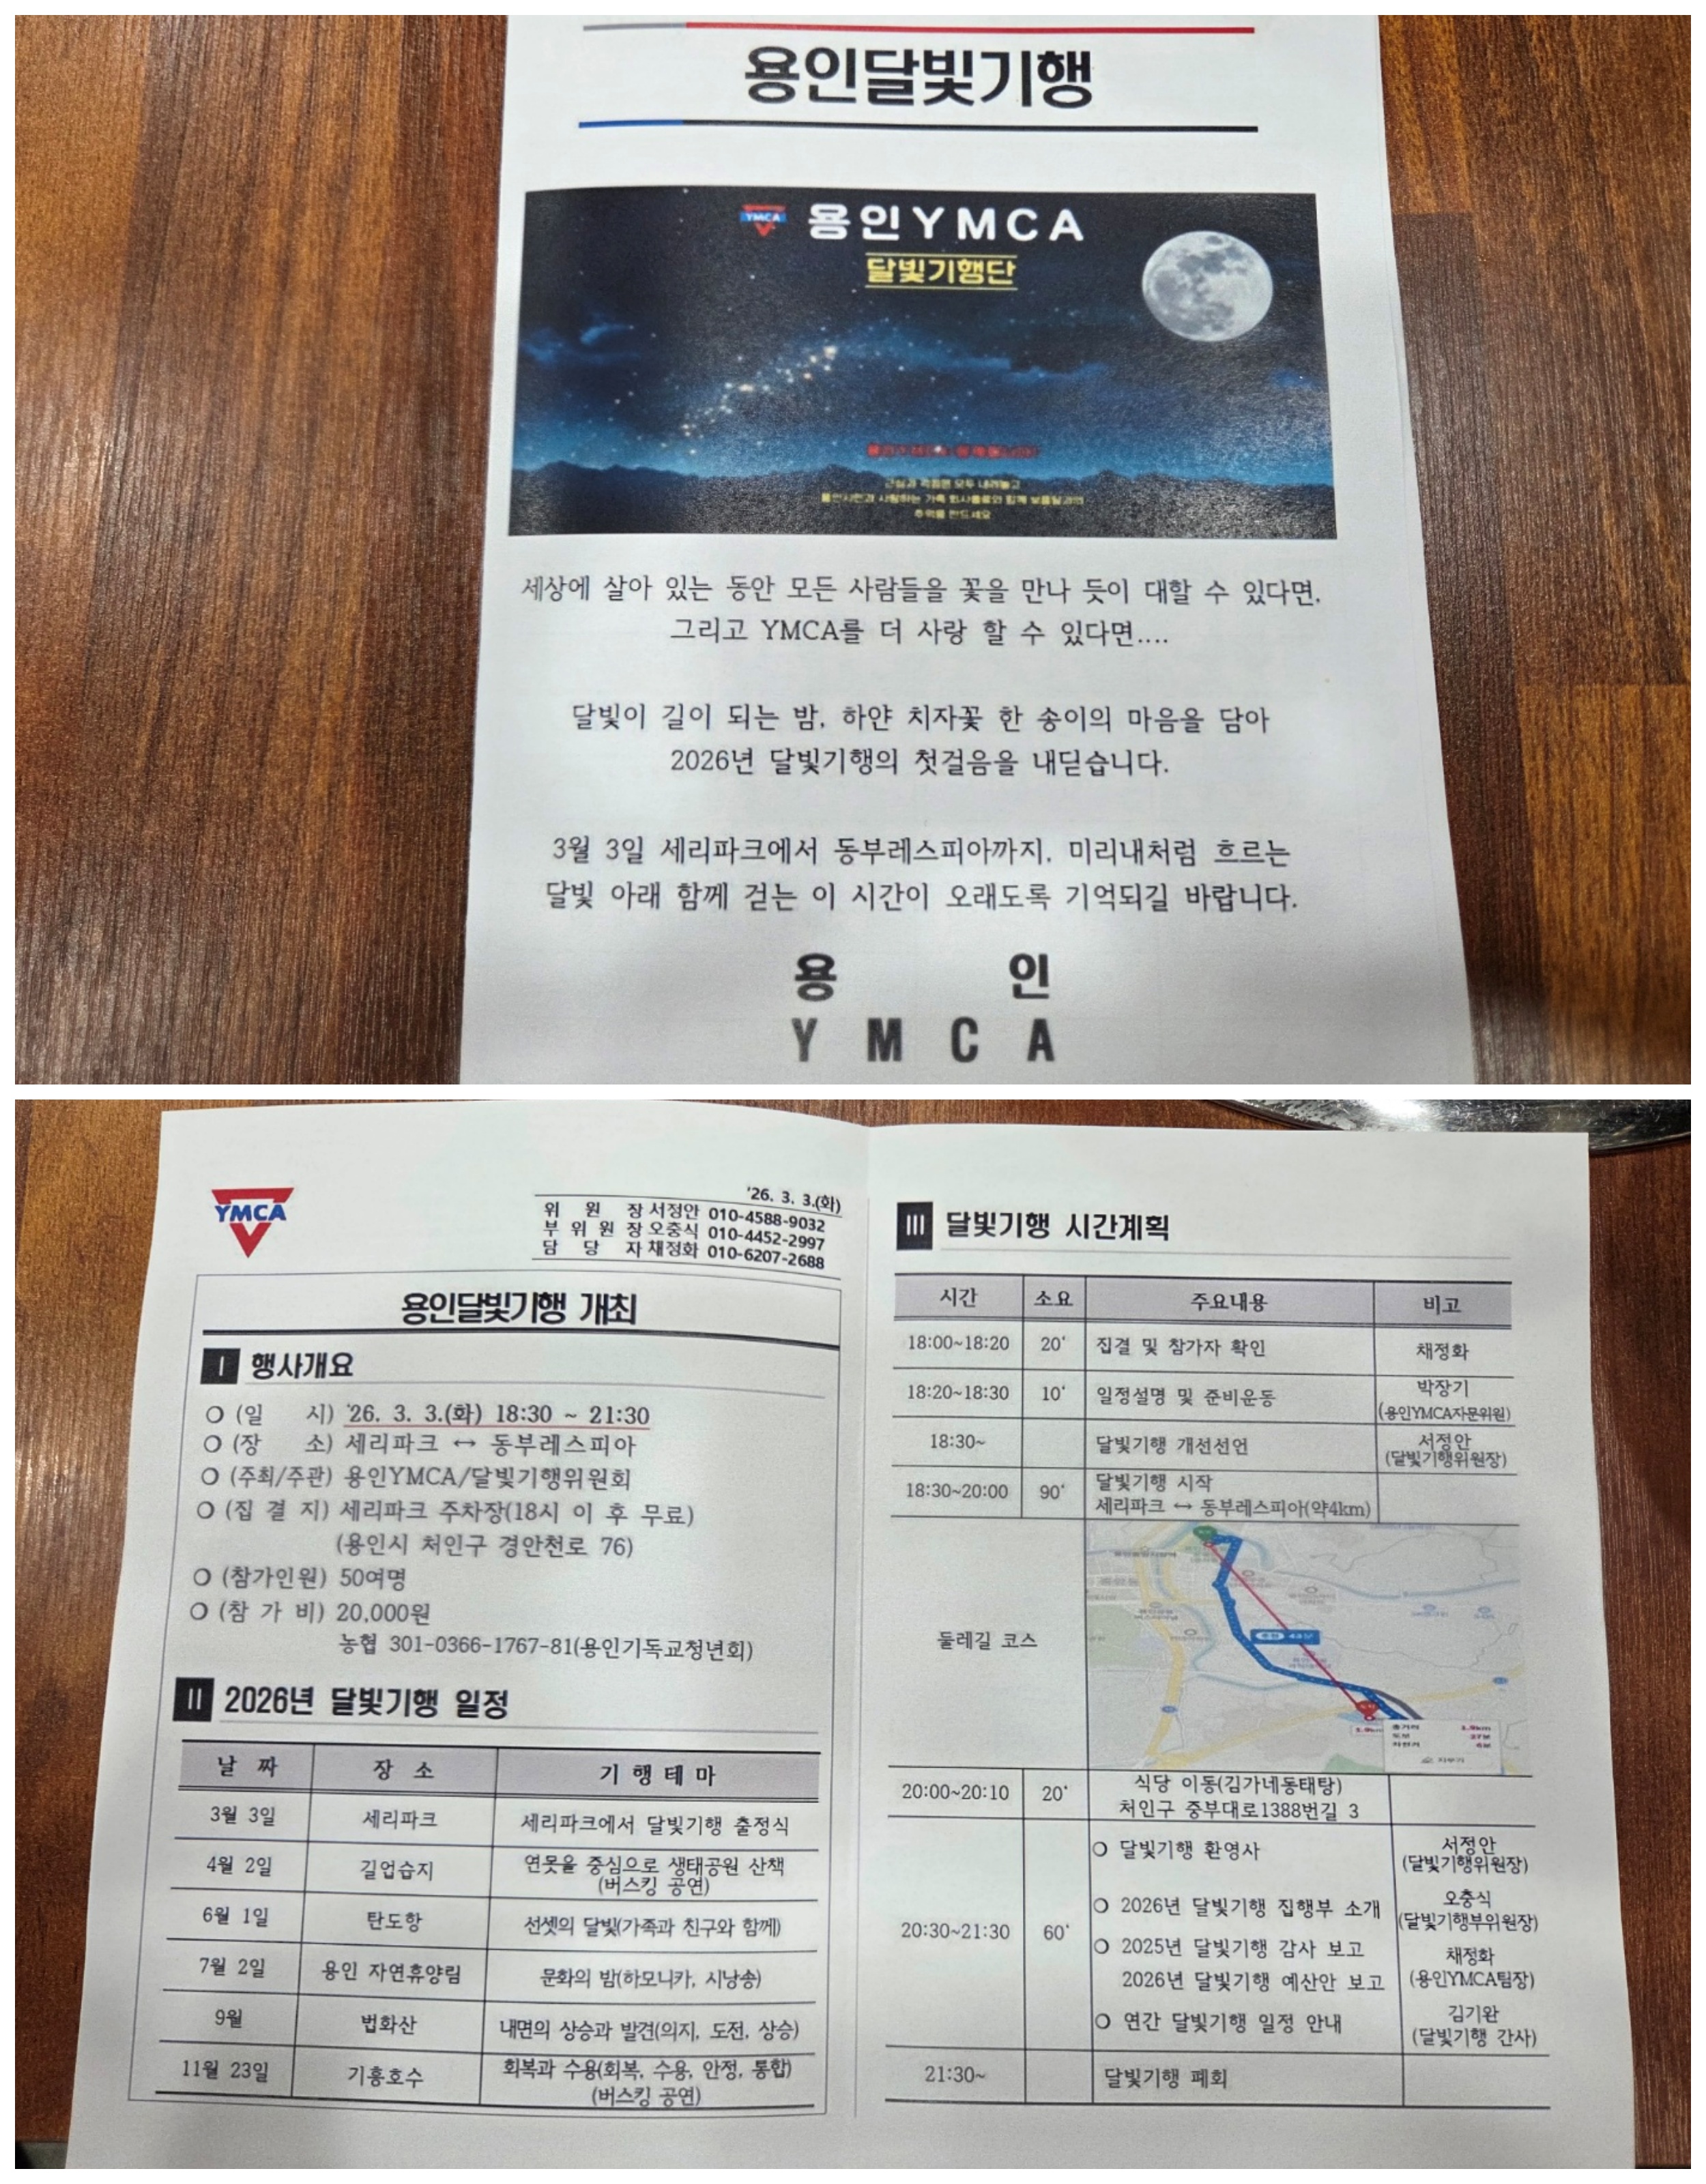 용인달빛기행
YMCA 용인YMCA
달빛기행단
추억을 만드세요
세상에 살아 있는 동안 모든 사람들을 꽃을 만나 듯이 대할 수 있다면,
그리고 YMCA를 더 사랑 할 수 있다면....
달빛이 길이 되는 밤, 하얀 치자꽃 한 송이의 마음을 담아
2026년 달빛기행의 첫걸음을 내딛습니다.
3월 3일 세리파크에서 동부레스피아까지, 미리내처럼 흐르는
달빛 아래 함께 걷는 이 시간이 오래도록 기억되길 바랍니다.
용 인
Y M C A
YMCA
'26. 3. 3.(화)
위 원 장 서정안 010-4588-9032
부 위 원 장 오충식 010-4452-2997
담 당 자 채정화 010-6207-2688
용인달빛기행 개최
Ⅰ 행사개요
○ (일 시) '26. 3. 3.(화) 18:30 ~ 21:30
○ (장 소) 세리파크 ↔ 동부레스피아
○ (주최/주관) 용인YMCA/달빛기행위원회
○ (집 결 지) 세리파크 주차장(18시 이 후 무료)
(용인시 처인구 경안천로 76)
○ (참가인원) 50여명
○ (참 가 비) 20,000원
농협 301-0366-1767-81(용인기독교청년회)
Ⅱ 2026년 달빛기행 일정
날 짜 장 소 기 행 테 마
3월 3일 세리파크 세리파크에서 달빛기행 출정식
4월 2일 길업습지 연못을 중심으로 생태공원 산책
(버스킹 공연)
6월 1일 탄도항 선셋의 달빛(가족과 친구와 함께)
7월 2일 용인 자연휴양림 문화의 밤(하모니카, 시낭송)
9월 법화산 내면의 상승과 발견(의지, 도전, 상승)
11월 23일 기흥호수 회복과 수용(회복, 수용, 안정, 통합)
(버스킹 공연)
Ⅲ 달빛기행 시간계획
시간 소요 주요내용 비고
18:00~18:20 20' 집결 및 참가자 확인 채정화
18:20~18:30 10' 일정설명 및 준비운동 박장기
(용인YMCA자문위원)
18:30~ 달빛기행 개선선언 서정안
(달빛기행위원장)
18:30~20:00 90' 달빛기행 시작
세리파크 ↔ 동부레스피아(약4km)
둘레길 코스
20:00~20:10 20' 식당 이동(김가네동태탕)
처인구 중부대로1388번길 3
20:30~21:30 60'
○ 달빛기행 환영사 서정안
(달빛기행위원장)
○ 2026년 달빛기행 집행부 소개 오충식
(달빛기행부위원장)
○ 2025년 달빛기행 감사 보고 채정화
2026년 달빛기행 예산안 보고 (용인YMCA팀장)
○ 연간 달빛기행 일정 안내 김기완
(달빛기행 간사)
21:30~ 달빛기행 폐회